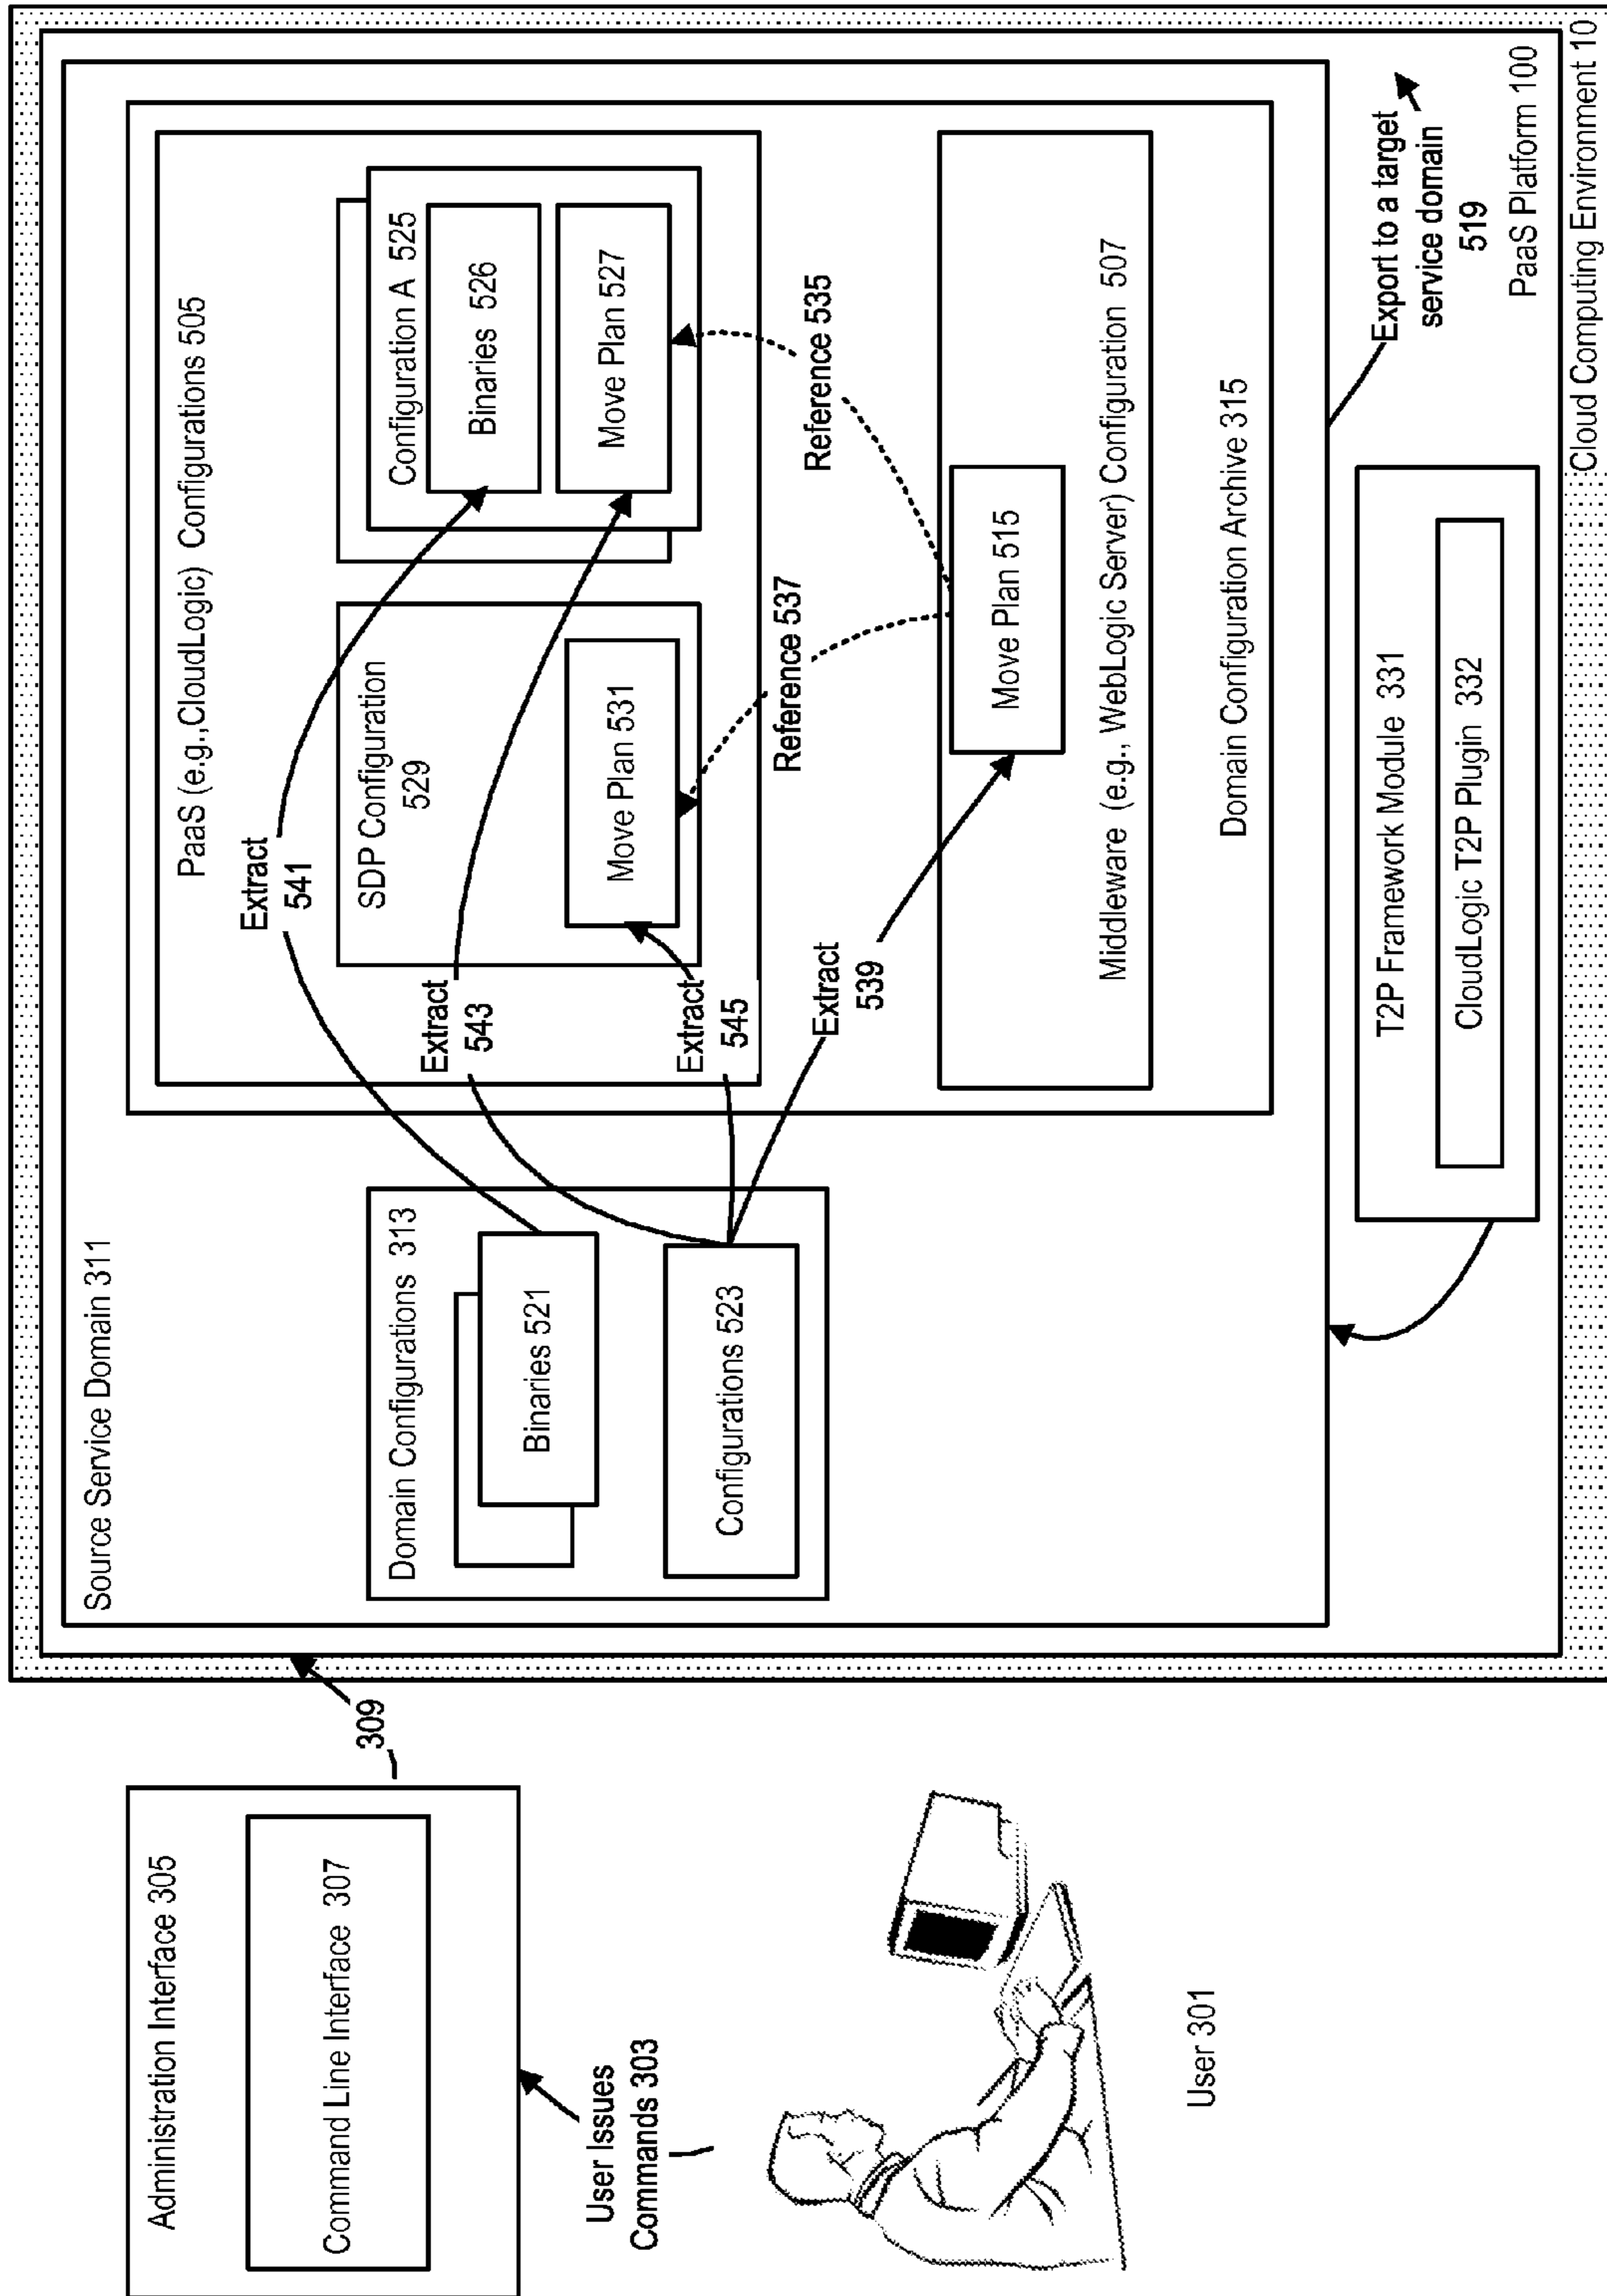 Administration Interface 305
Command Line Interface 307
User Issues
Commands 303
User 301
309
Source Service Domain 311
Domain Configurations 313
Binaries 521
Configurations 523
PaaS (e.g.,CloudLogic) Configurations 505
Extract
541
SDP Configuration
529
Move Plan 531
Configuration A 525
Binaries 526
Move Plan 527
Extract
543
Extract
545
Reference 537
Reference 535
Extract
539
Move Plan 515
Middleware (e.g., WebLogic Server) Configuration 507
Domain Configuration Archive 315
T2P Framework Module 331
CloudLogic T2P Plugin 332
Export to a target
service domain
519
PaaS Platform 100
Cloud Computing Environment 10